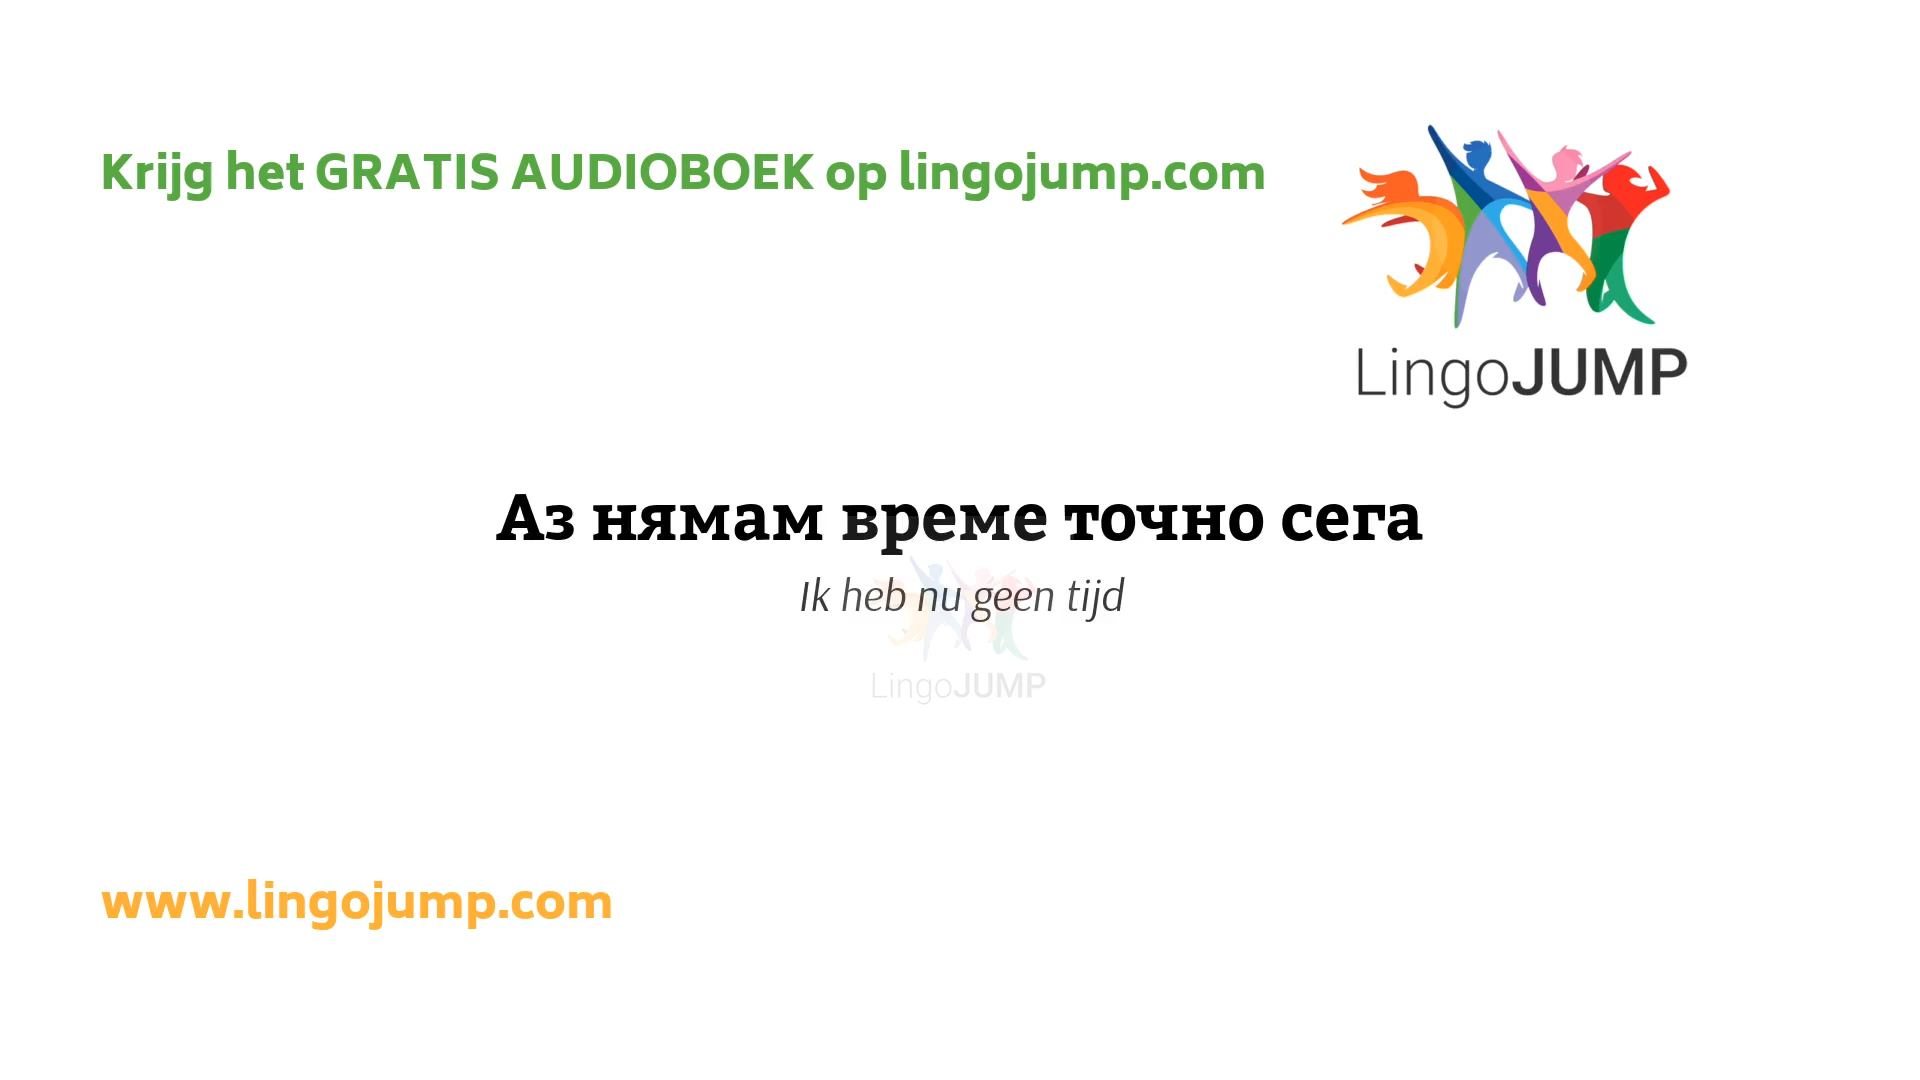 Krijg het GRATIS AUDIOBOEK op lingojump.com
LingoJUMP
Аз нямам време точно сега
Ik heb nu geen tijd
LingoJUMP
www.lingojump.com